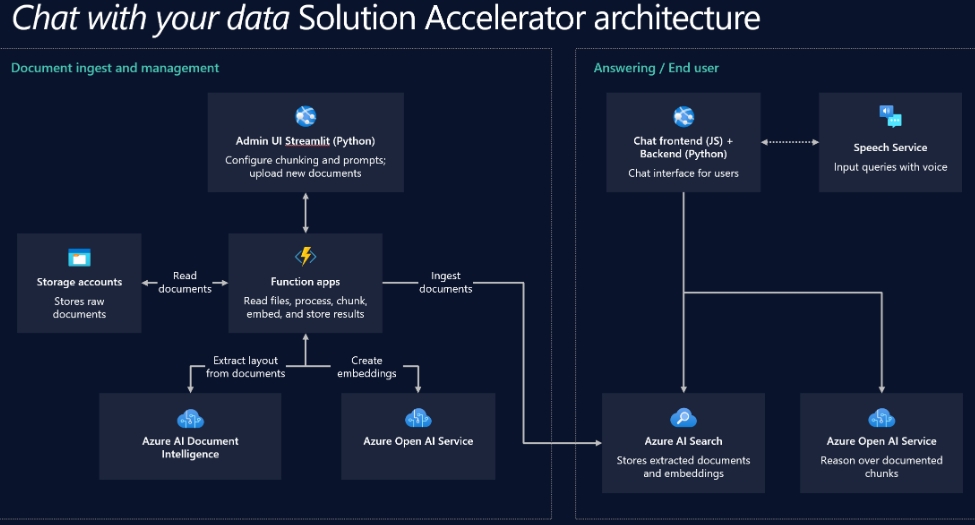 Chat with your data Solution Accelerator architecture
Document ingest and management
Admin UI Streamlit (Python)
Configure chunking and prompts;
upload new documents
Storage accounts
Stores raw
documents
Read
documents
Function apps
Read files, process, chunk,
embed, and store results
Ingest
documents
Extract layout
from documents
Create
embeddings
Azure AI Document
Intelligence
Azure Open AI Service
Answering / End user
Chat frontend (JS) +
Backend (Python)
Chat interface for users
Speech Service
Input queries with voice
Azure AI Search
Stores extracted documents
and embeddings
Azure Open AI Service
Reason over documented
chunks